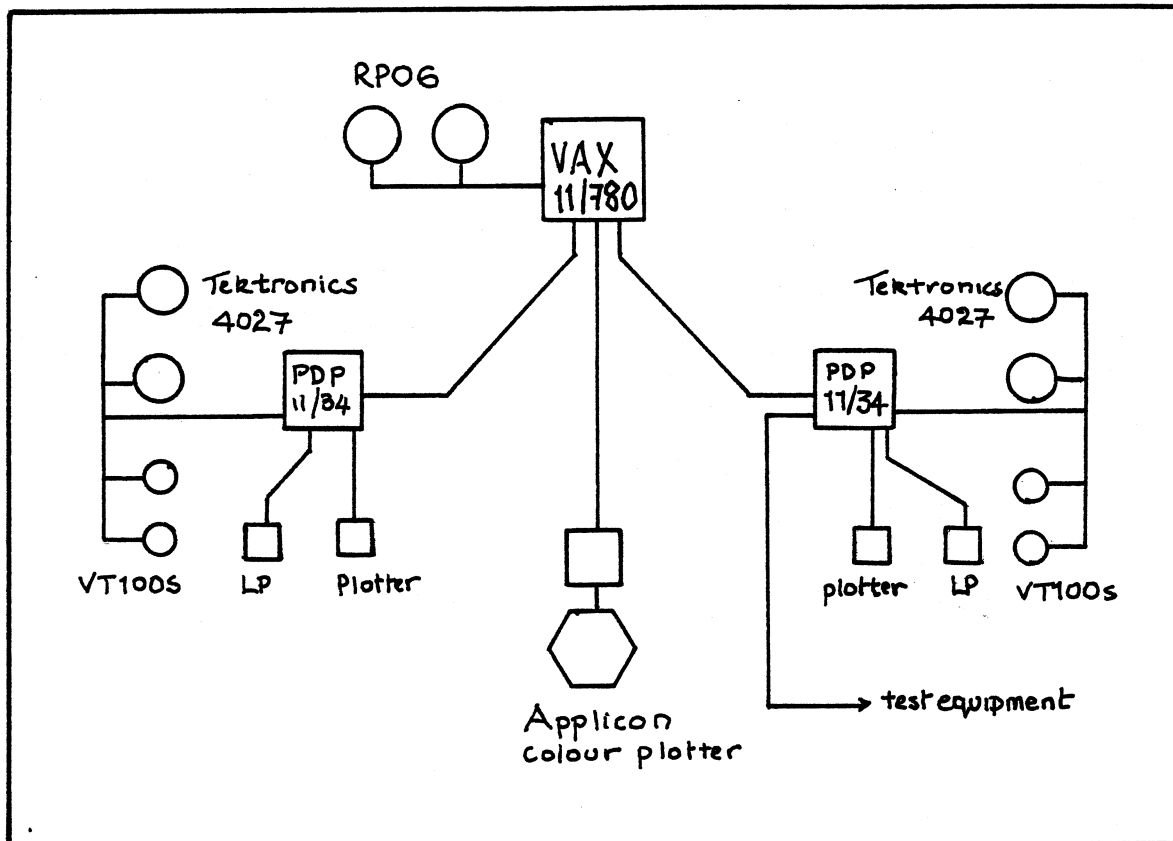 RP06
VAX
11/780
Tektronics
4027
Tektronics
4027
PDP
11/34
PDP
11/34
VT100S
LP
Plotter
plotter
LP
VT100s
test equipment
Applicon
colour plotter